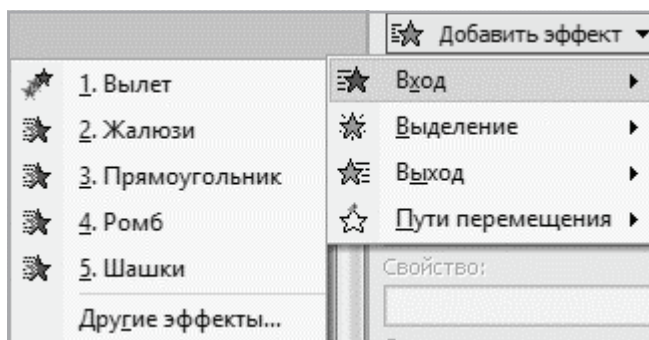 Добавить эффект
1. Вылет
2. Жалюзи
3. Прямоугольник
4. Ромб
5. Шашки
Другие эффекты...
Вход
Выделение
Выход
Пути перемещения
Свойство: